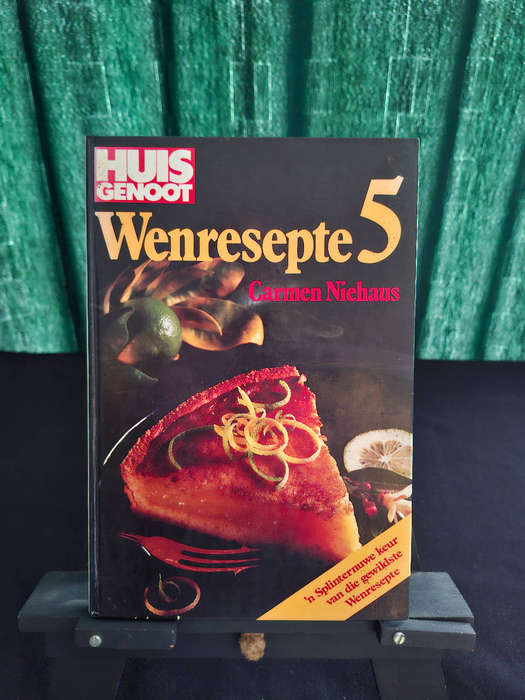 HUIS
GENOOT
Wenresepte 5
Carmen Niehaus
'n Splinternuwe keur
van die gewildste
Wenresepte